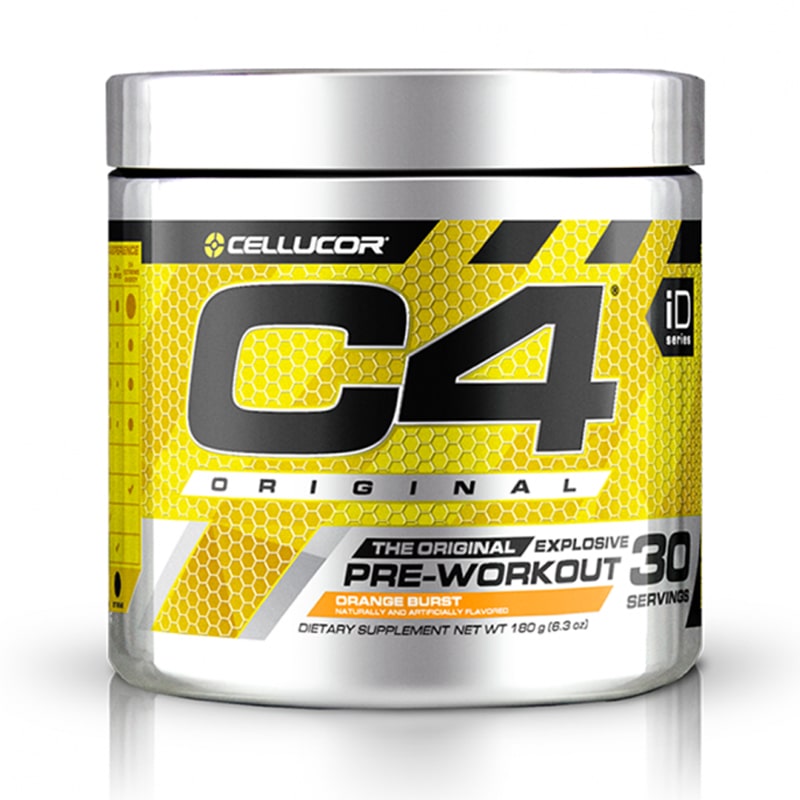 CELLUCOR®
C4®
iD
series
ORIGINAL
THE ORIGINAL EXPLOSIVE
PRE-WORKOUT
30
SERVINGS
ORANGE BURST
NATURALLY AND ARTIFICIALLY FLAVORED
DIETARY SUPPLEMENT NET WT 180 g (6.3 oz)